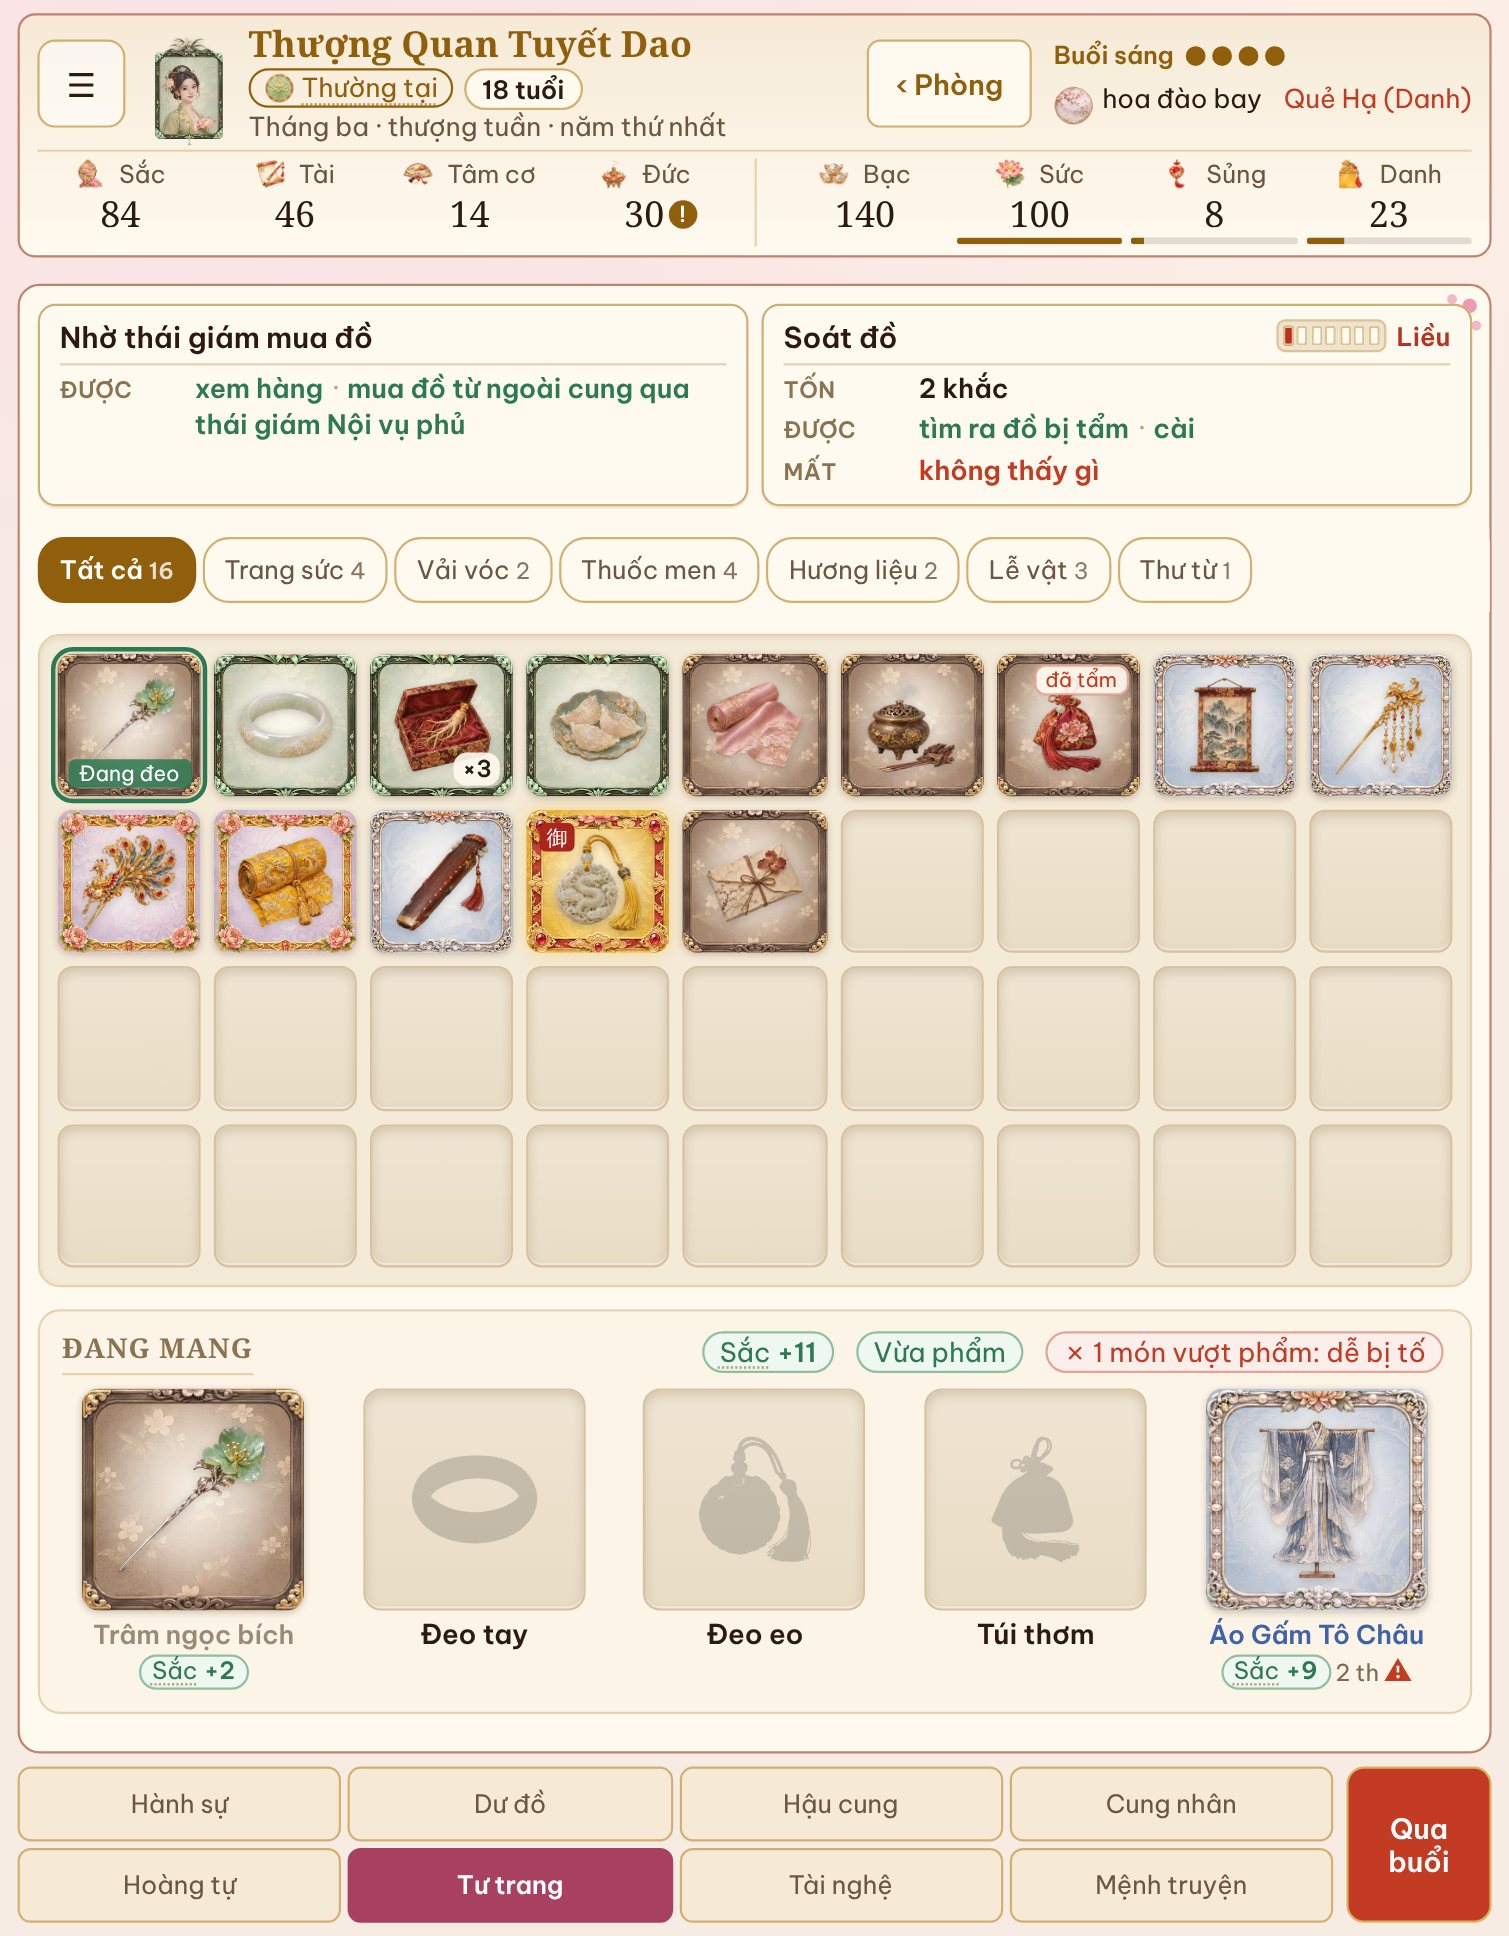 ☰
Thượng Quan Tuyết Dao
Thường tại 18 tuổi
Tháng ba · thượng tuần · năm thứ nhất
‹ Phòng
Buổi sáng
hoa đào bay Quẻ Hạ (Danh)
Sắc Tài Tâm cơ Đức Bạc Sức Sủng Danh
84 46 14 30 ! 140 100 8 23
Nhờ thái giám mua đồ
ĐƯỢC xem hàng · mua đồ từ ngoài cung qua
thái giám Nội vụ phủ
Soát đồ Liều
TỐN 2 khắc
ĐƯỢC tìm ra đồ bị tẩm · cài
MẤT không thấy gì
Tất cả 16 Trang sức 4 Vải vóc 2 Thuốc men 4 Hương liệu 2 Lễ vật 3 Thư từ 1
đã tẩm
Đang đeo ×3
御
ĐANG MANG Sắc +11 Vừa phẩm × 1 món vượt phẩm: dễ bị tố
Trâm ngọc bích Đeo tay Đeo eo Túi thơm Áo Gấm Tô Châu
Sắc +2 Sắc +9 2 th
Hành sự Dư đồ Hậu cung Cung nhân
Hoàng tự Tư trang Tài nghệ Mệnh truyện
Qua
buổi